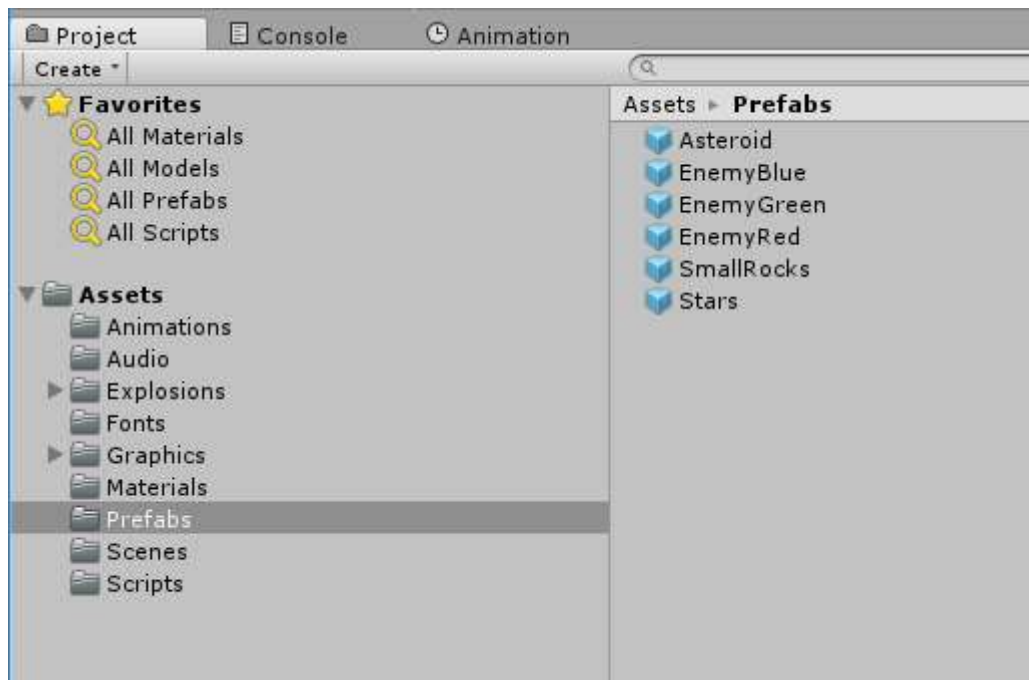 Project Console Animation
Create
Favorites
All Materials
All Models
All Prefabs
All Scripts
Assets
Animations
Audio
Explosions
Fonts
Graphics
Materials
Prefabs
Scenes
Scripts
Assets Prefabs
Asteroid
EnemyBlue
EnemyGreen
EnemyRed
SmallRocks
Stars